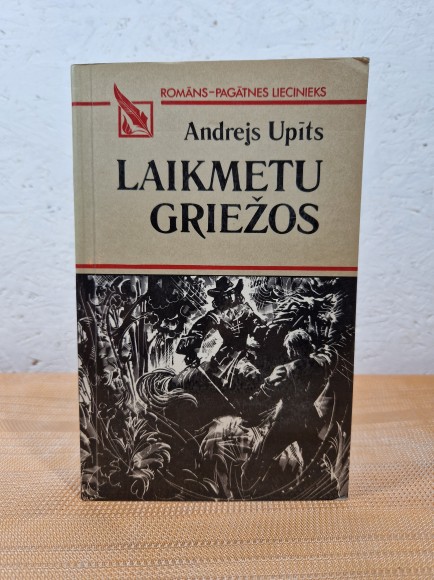 ROMĀNS–PAGĀTNES LIECINIEKS
Andrejs Upīts
LAIKMETU
GRIEŽOS